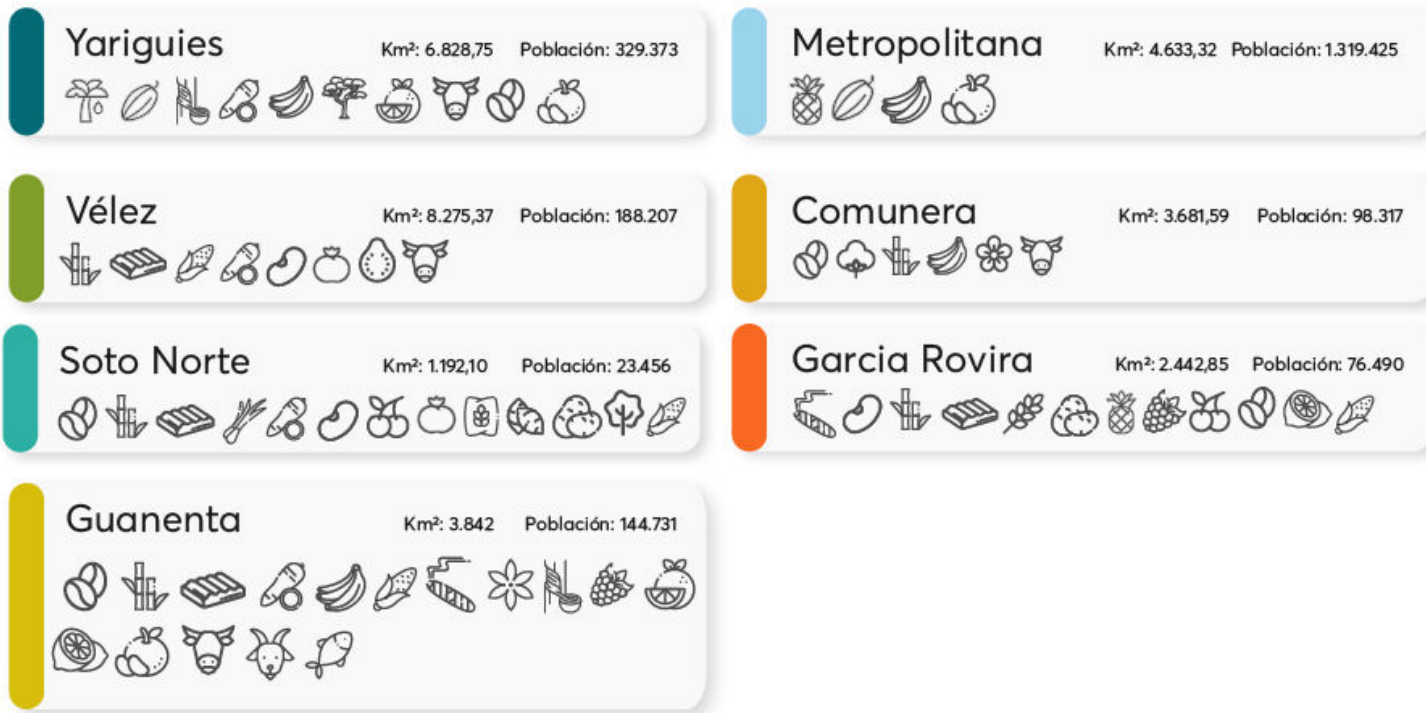 Yariguies Km²: 6.828,75 Población: 329.373
Metropolitana Km²: 4.633,32 Población: 1.319.425
Vélez Km²: 8.275,37 Población: 188.207
Comunera Km²: 3.681,59 Población: 98.317
Soto Norte Km²: 1.192,10 Población: 23.456
Garcia Rovira Km²: 2.442,85 Población: 76.490
Guanenta Km²: 3.842 Población: 144.731